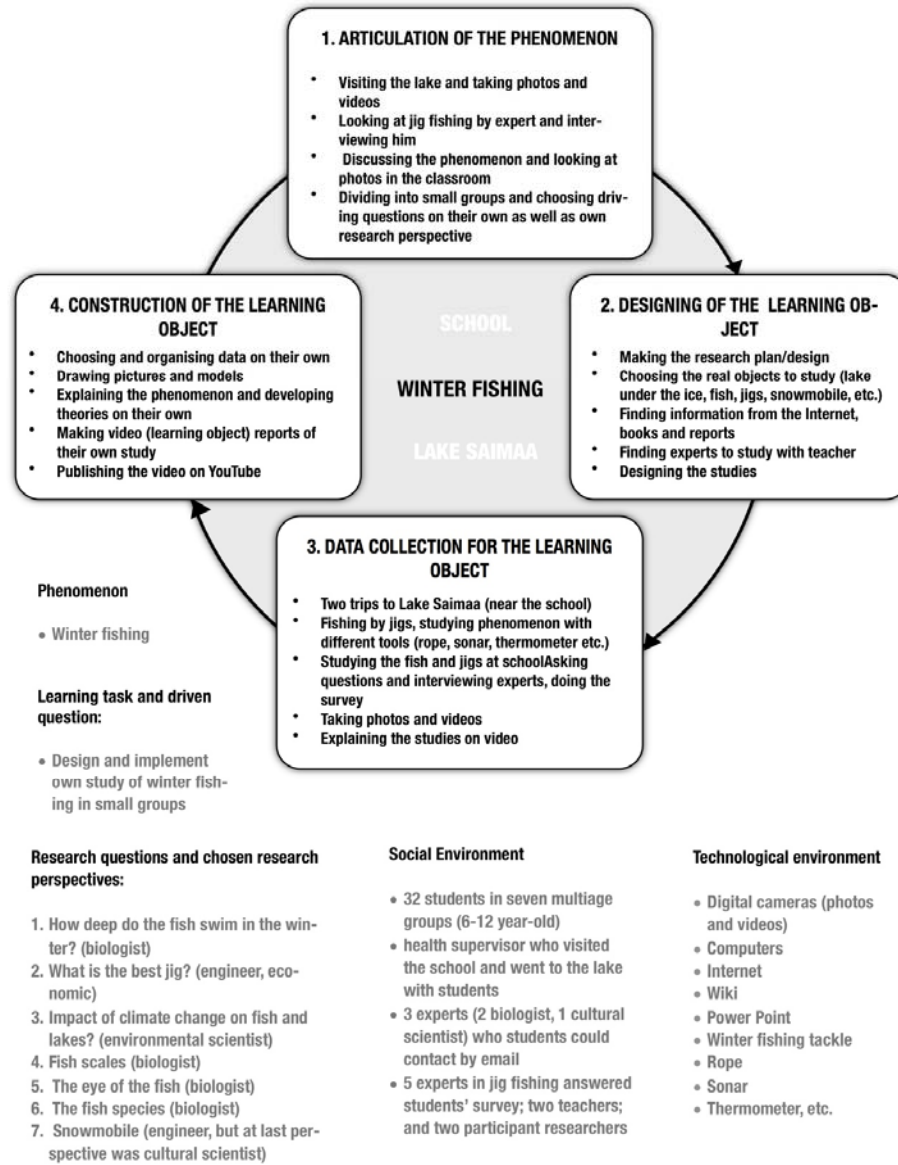 1. ARTICULATION OF THE PHENOMENON
• Visiting the lake and taking photos and
videos
• Looking at jig fishing by expert and inter-
viewing him
• Discussing the phenomenon and looking at
photos in the classroom
• Dividing into small groups and choosing driv-
ing questions on their own as well as own
research perspective
4. CONSTRUCTION OF THE LEARNING
OBJECT
• Choosing and organising data on their own
• Drawing pictures and models
• Explaining the phenomenon and developing
theories on their own
• Making video (learning object) reports of
their own study
• Publishing the video on YouTube
SCHOOL
WINTER FISHING
LAKE SAIMAA
2. DESIGNING OF THE LEARNING OB-
JECT
• Making the research plan/design
• Choosing the real objects to study (lake
under the ice, fish, jigs, snowmobile, etc.)
• Finding information from the Internet,
books and reports
• Finding experts to study with teacher
• Designing the studies
3. DATA COLLECTION FOR THE LEARNING
OBJECT
• Two trips to Lake Saimaa (near the school)
• Fishing by jigs, studying phenomenon with
different tools (rope, sonar, thermometer etc.)
• Studying the fish and jigs at schoolAsking
questions and interviewing experts, doing the
survey
• Taking photos and videos
• Explaining the studies on video
Phenomenon
• Winter fishing
Learning task and driven
question:
• Design and implement
own study of winter fish-
ing in small groups
Research questions and chosen research
perspectives:
1. How deep do the fish swim in the win-
ter? (biologist)
2. What is the best jig? (engineer, eco-
nomic)
3. Impact of climate change on fish and
lakes? (environmental scientist)
4. Fish scales (biologist)
5. The eye of the fish (biologist)
6. The fish species (biologist)
7. Snowmobile (engineer, but at last per-
spective was cultural scientist)
Social Environment
• 32 students in seven multiage
groups (6-12 year-old)
• health supervisor who visited
the school and went to the lake
with students
• 3 experts (2 biologist, 1 cultural
scientist) who students could
contact by email
• 5 experts in jig fishing answered
students' survey; two teachers;
and two participant researchers
Technological environment
• Digital cameras (photos
and videos)
• Computers
• Internet
• Wiki
• Power Point
• Winter fishing tackle
• Rope
• Sonar
• Thermometer, etc.